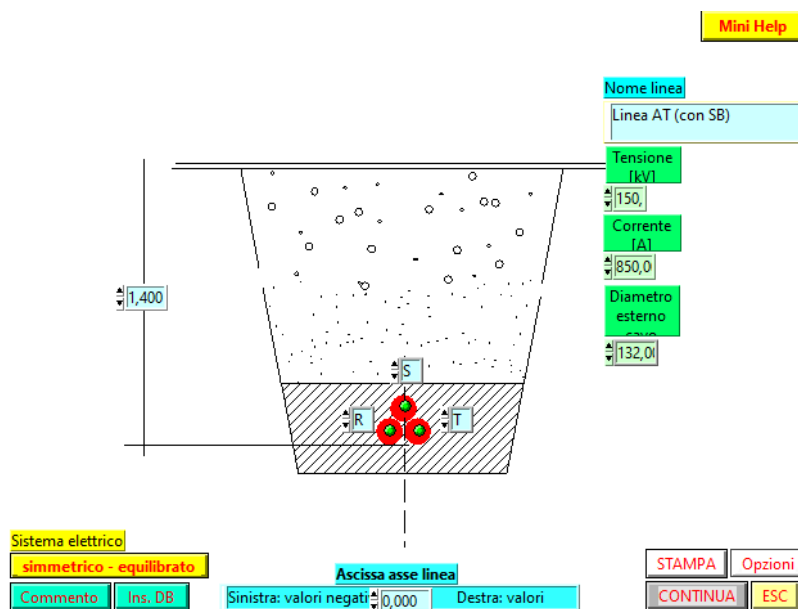 Mini Help
Nome linea
Linea AT (con SB)
Tensione
[kV]
150,
Corrente
[A]
850,0
Diametro
esterno
cavo
132,0
1,400
S
R
T
Sistema elettrico
simmetrico - equilibrato
Commento
Ins. DB
Ascissa asse linea
Sinistra: valori negati
0,000
Destra: valori
STAMPA
Opzioni
CONTINUA
ESC